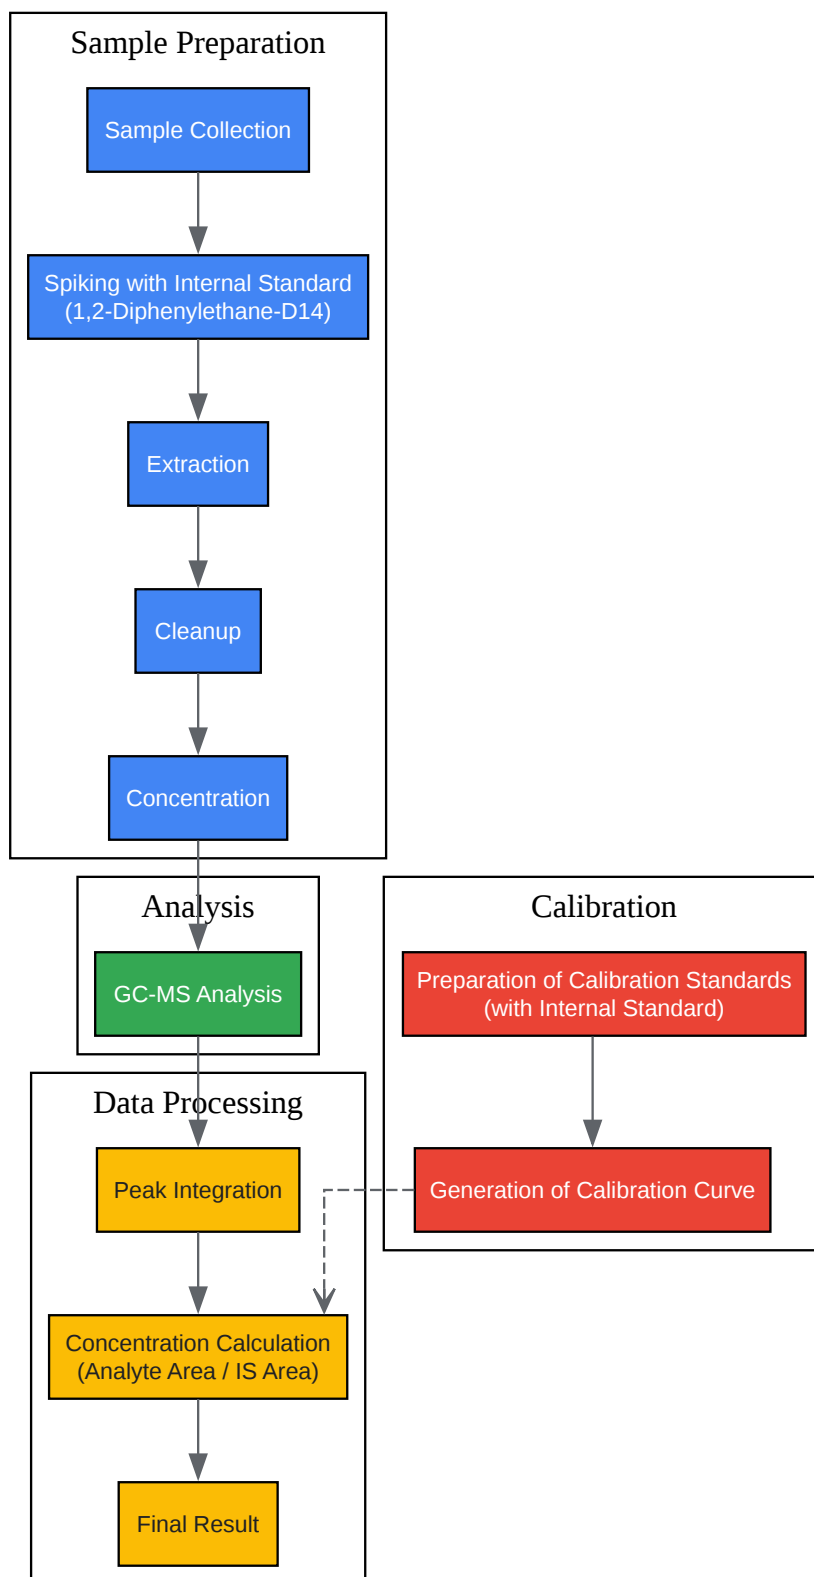 Sample Preparation
Sample Collection
Spiking with Internal Standard
(1,2-Diphenylethane-D14)
Extraction
Cleanup
Concentration
Analysis
GC-MS Analysis
Calibration
Preparation of Calibration Standards
(with Internal Standard)
Generation of Calibration Curve
Data Processing
Peak Integration
Concentration Calculation
(Analyte Area / IS Area)
Final Result